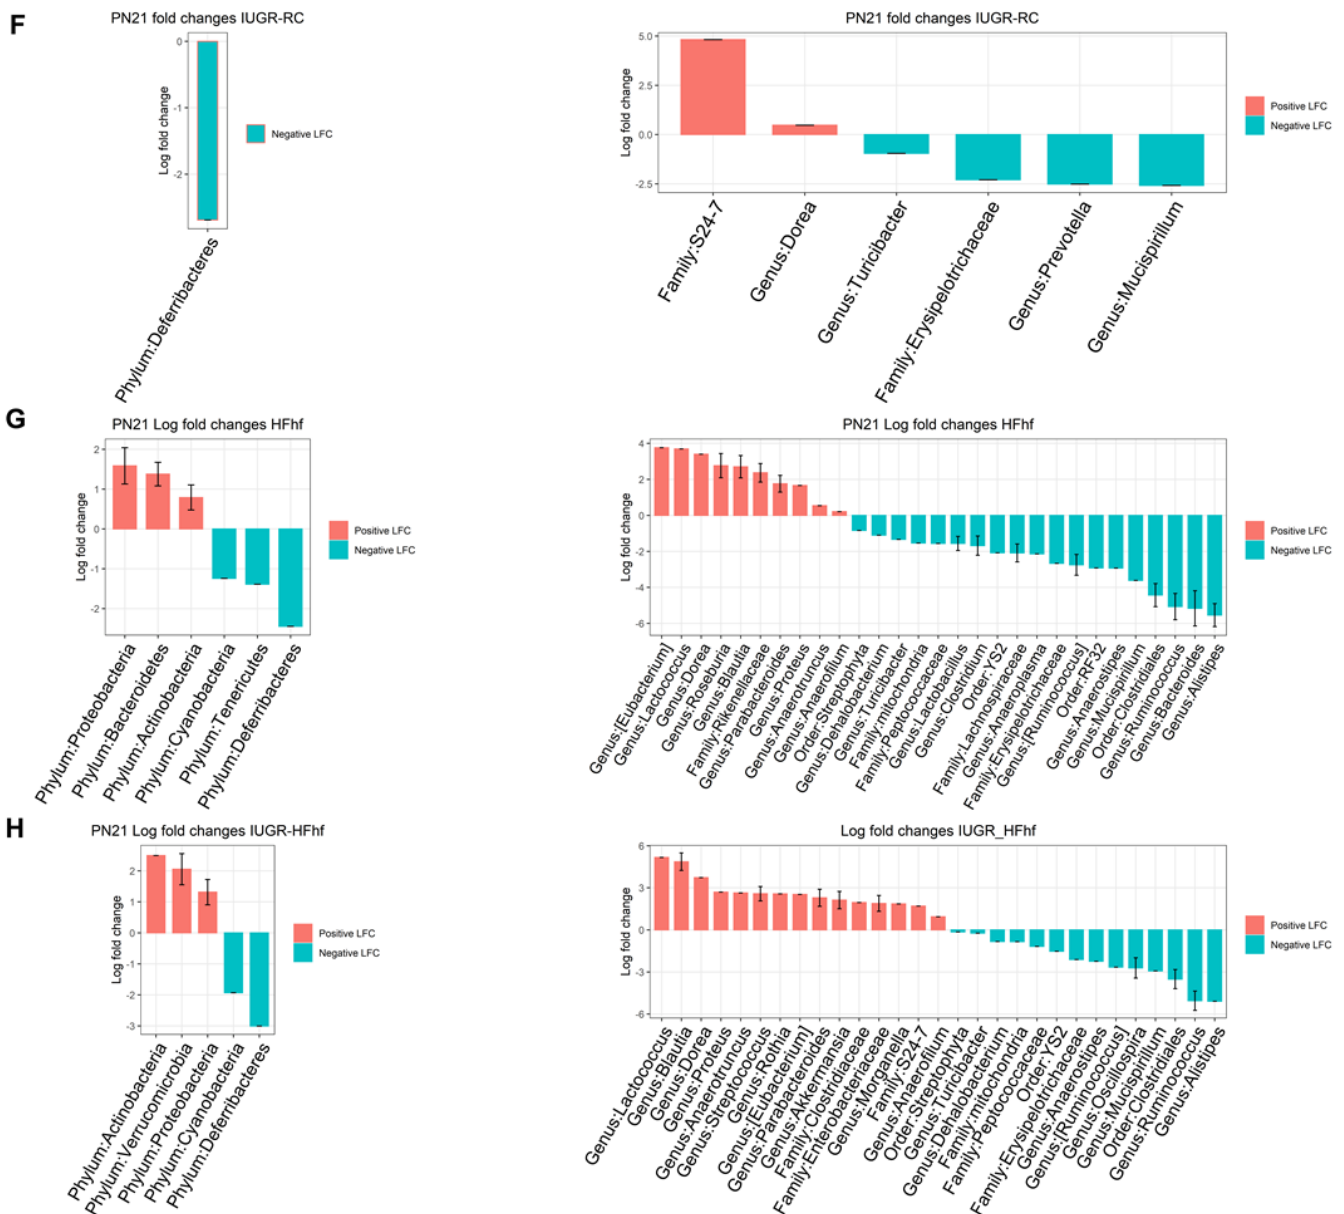 F
PN21 fold changes IUGR-RC
0
-1
-2
Log fold change
Negative LFC
Phylum:Deferribacteres
PN21 fold changes IUGR-RC
5.0
2.5
0.0
-2.5
Log fold change
Positive LFC
Negative LFC
Family:S24-7
Genus:Dorea
Genus:Turicibacter
Family:Erysipelotrichaceae
Genus:Prevotella
Genus:Mucispirillum
G
PN21 Log fold changes HFhf
2
1
0
-1
-2
Log fold change
Positive LFC
Negative LFC
Phylum:Proteobacteria
Phylum:Bacteroidetes
Phylum:Actinobacteria
Phylum:Cyanobacteria
Phylum:Tenericutes
Phylum:Deferribacteres
PN21 Log fold changes HFhf
4
2
0
-2
-4
-6
Log fold change
Positive LFC
Negative LFC
Genus:[Eubacterium]
Genus:Lactococcus
Genus:Dorea
Genus:Roseburia
Genus:Blautia
Family:Rikenellaceae
Genus:Parabacteroides
Genus:Proteus
Genus:Anaerotruncus
Genus:Anaerofilum
Order:Streptophyta
Genus:Dehalobacterium
Genus:Turicibacter
Family:mitochondria
Family:Peptococcaceae
Genus:Lactobacillus
Genus:Clostridium
Order:YS2
Family:Lachnospiraceae
Genus:Anaeroplasma
Family:Erysipelotrichaceae
Genus:[Ruminococcus]
Order:RF32
Genus:Anaerostipes
Genus:Mucispirillum
Order:Clostridiales
Genus:Ruminococcus
Genus:Bacteroides
Genus:Alistipes
H
PN21 Log fold changes IUGR-HFhf
2
1
0
-1
-2
-3
Log fold change
Positive LFC
Negative LFC
Phylum:Actinobacteria
Phylum:Verrucomicrobia
Phylum:Proteobacteria
Phylum:Cyanobacteria
Phylum:Deferribacteres
Log fold changes IUGR_HFhf
6
3
0
-3
-6
Log fold change
Positive LFC
Negative LFC
Genus:Lactococcus
Genus:Blautia
Genus:Dorea
Genus:Proteus
Genus:Anaerotruncus
Genus:Streptococcus
Genus:Rothia
Genus:[Eubacterium]
Genus:Parabacteroides
Genus:Akkermansia
Family:Clostridiaceae
Family:Enterobacteriaceae
Genus:Morganella
Family:S24-7
Genus:Anaerofilum
Order:Streptophyta
Genus:Turicibacter
Genus:Dehalobacterium
Family:mitochondria
Family:Peptococcaceae
Order:YS2
Family:Erysipelotrichaceae
Genus:Anaerostipes
Genus:[Ruminococcus]
Genus:Oscillospira
Genus:Mucispirillum
Order:Clostridiales
Genus:Ruminococcus
Genus:Alistipes